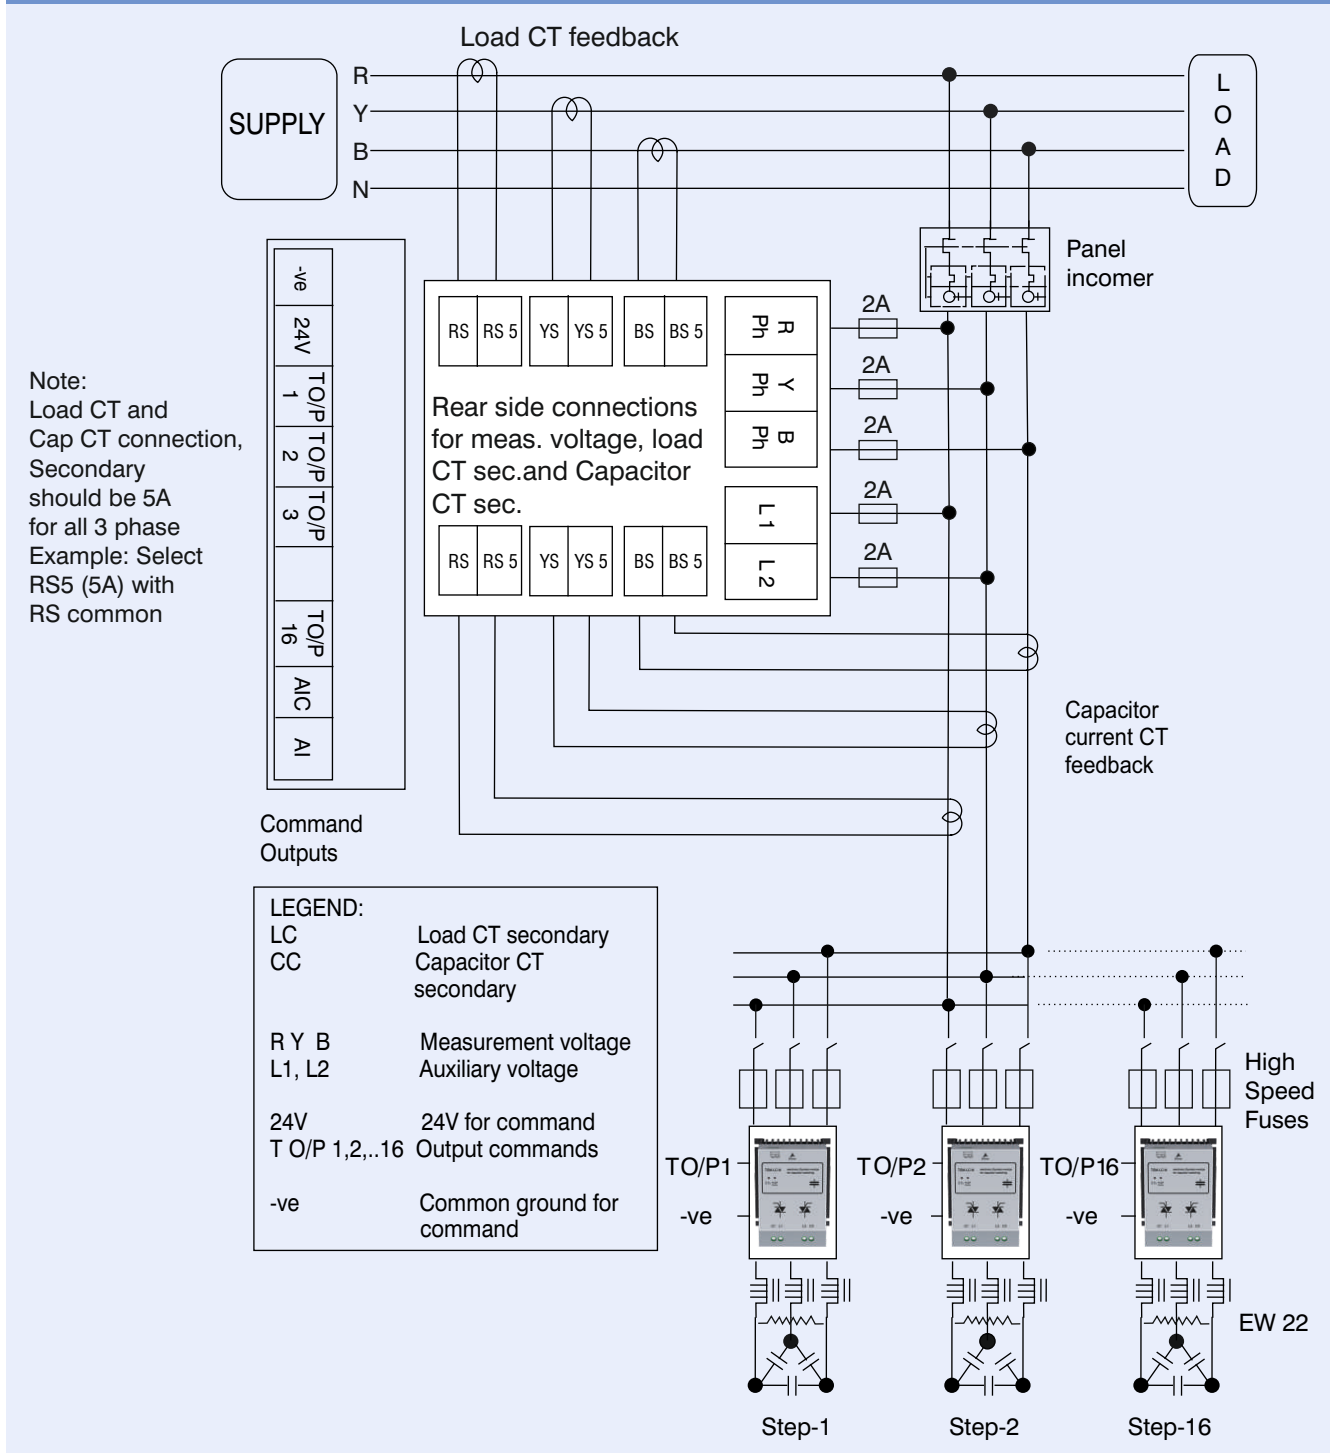 Load CT feedback
SUPPLY
R
Y
B
N
L
O
A
D
Panel
incomer
-ve
24V
TO/P
1
TO/P
2
TO/P
3
TO/P
16
AIC
AI
Command
Outputs
Note:
Load CT and
Cap CT connection,
Secondary
should be 5A
for all 3 phase
Example: Select
RS5 (5A) with
RS common
RS RS 5 YS YS 5 BS BS 5
R
Ph
Y
Ph
B
Ph
L1
L2
2A
2A
2A
2A
2A
Rear side connections
for meas. voltage, load
CT sec.and Capacitor
CT sec.
RS RS 5 YS YS 5 BS BS 5
Capacitor
current CT
feedback
LEGEND:
LC Load CT secondary
CC Capacitor CT
secondary
R Y B Measurement voltage
L1, L2 Auxiliary voltage
24V 24V for command
T O/P 1,2,..16 Output commands
-ve Common ground for
command
High
Speed
Fuses
TO/P1
-ve
TO/P2
-ve
TO/P16
-ve
EW 22
Step-1
Step-2
Step-16